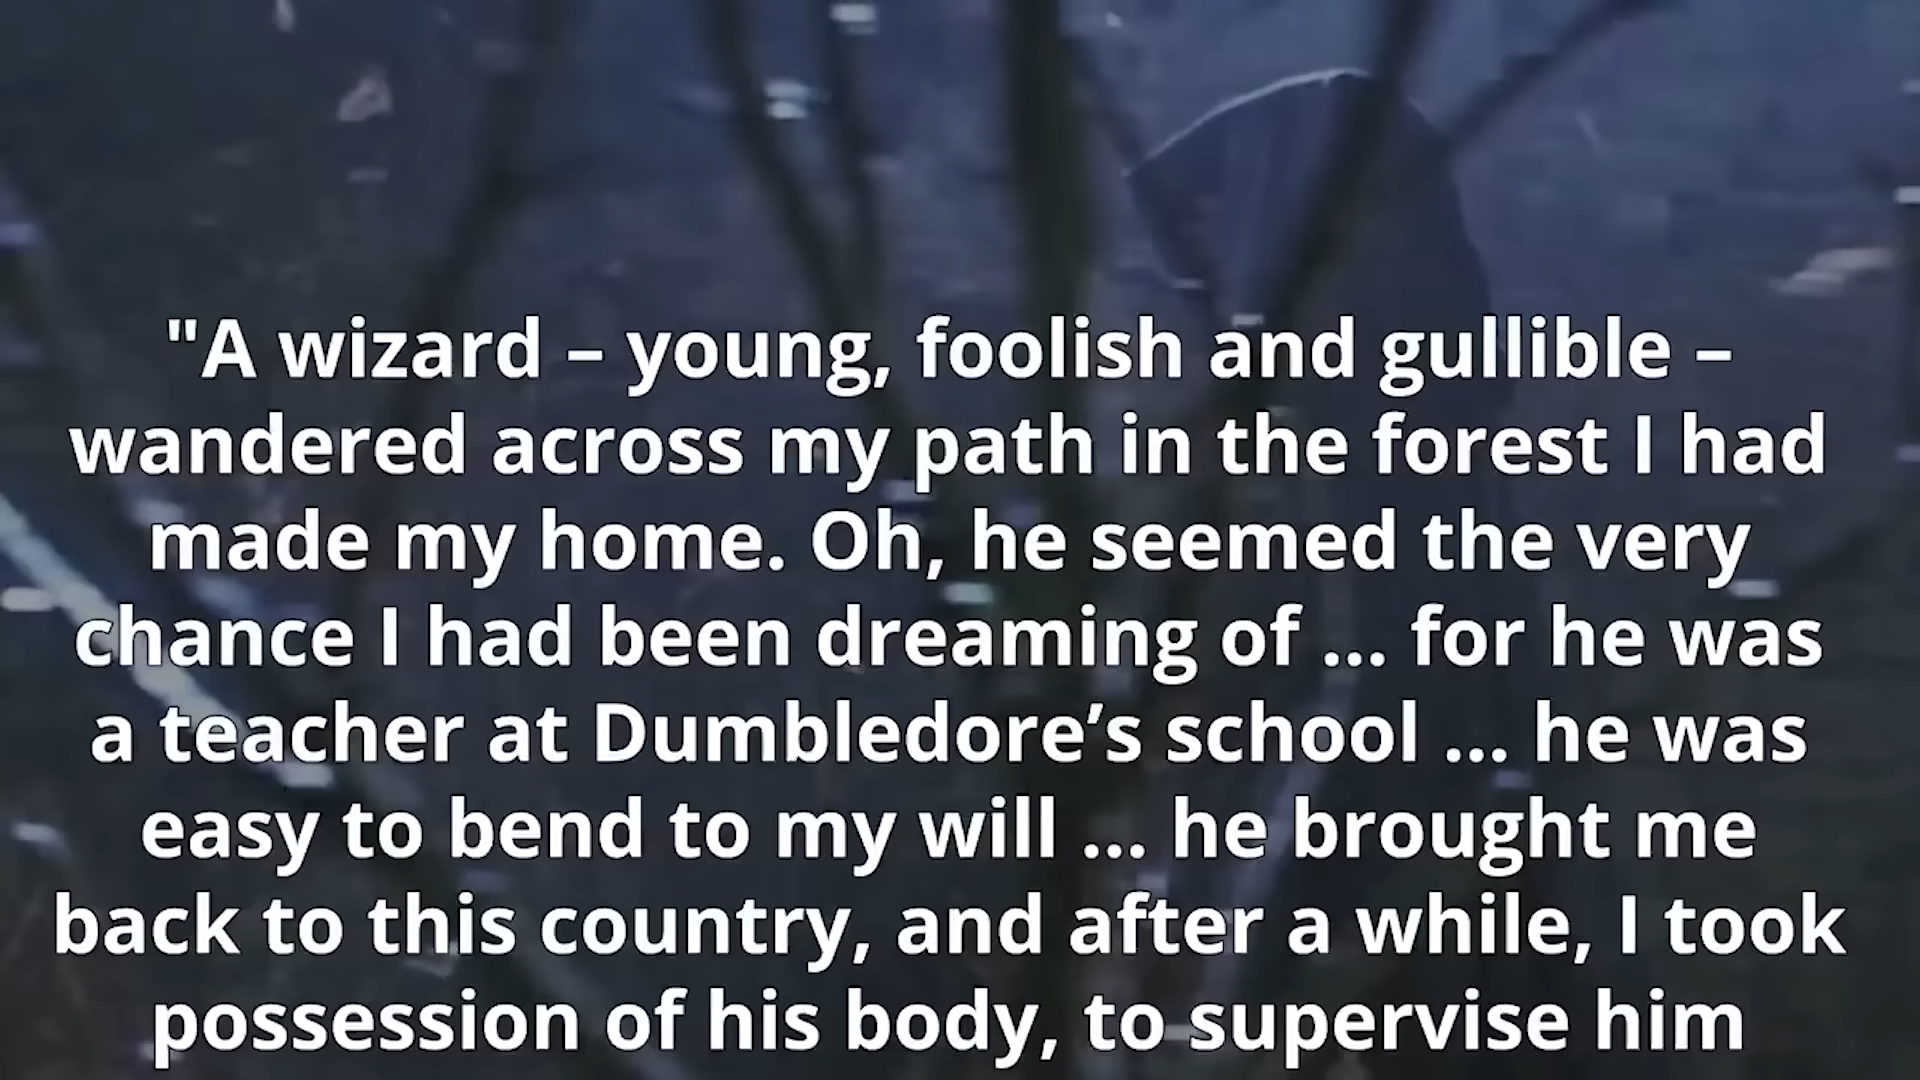 "A wizard – young, foolish and gullible –
wandered across my path in the forest I had
made my home. Oh, he seemed the very
chance I had been dreaming of ... for he was
a teacher at Dumbledore’s school ... he was
easy to bend to my will ... he brought me
back to this country, and after a while, I took
possession of his body, to supervise him